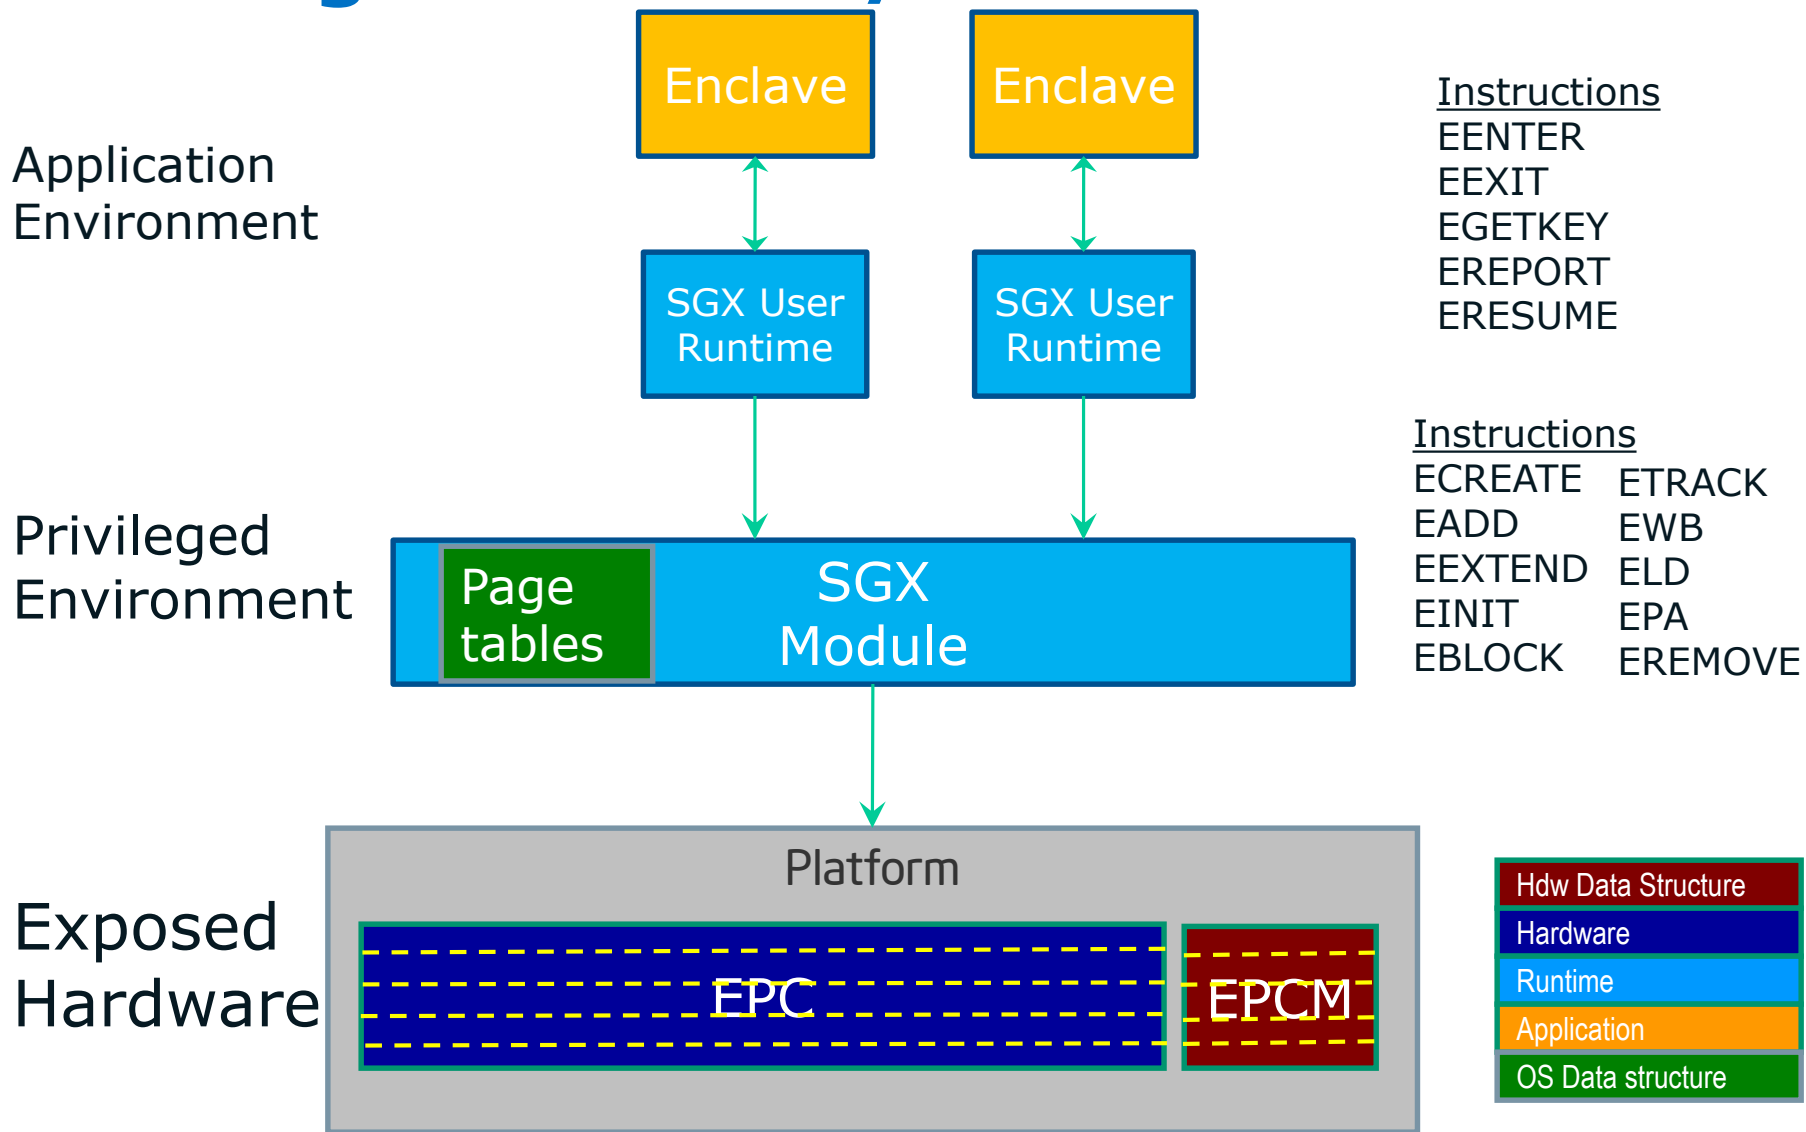 Enclave
Enclave
Application
Environment
SGX User
Runtime
SGX User
Runtime
Instructions
EENTER
EEXIT
EGETKEY
EREPORT
ERESUME
Privileged
Environment
Page
tables
SGX
Module
Instructions
ECREATE
EADD
EEXTEND
EINIT
EBLOCK
ETRACK
EWB
ELD
EPA
EREMOVE
Exposed
Hardware
Platform
EPC
EPCM
Hdw Data Structure
Hardware
Runtime
Application
OS Data structure